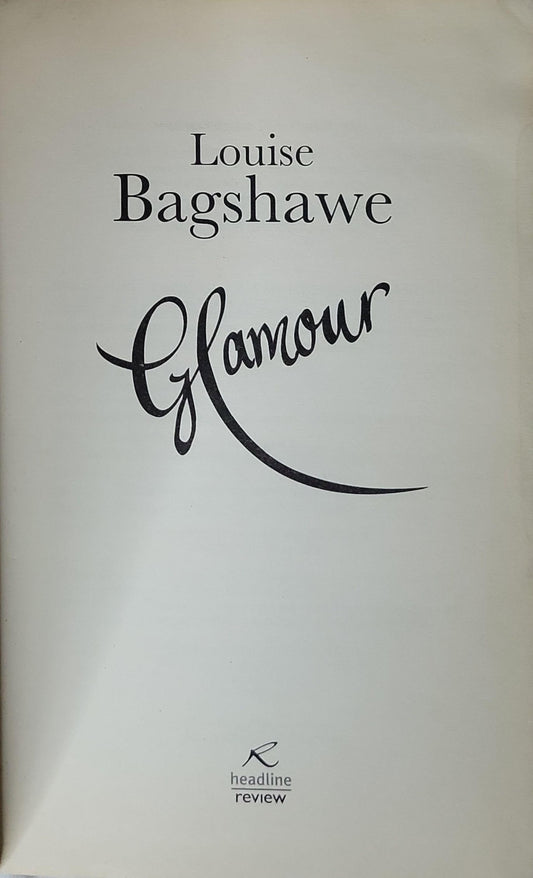 Louise
Bagshawe
Glamour
R
headline
review